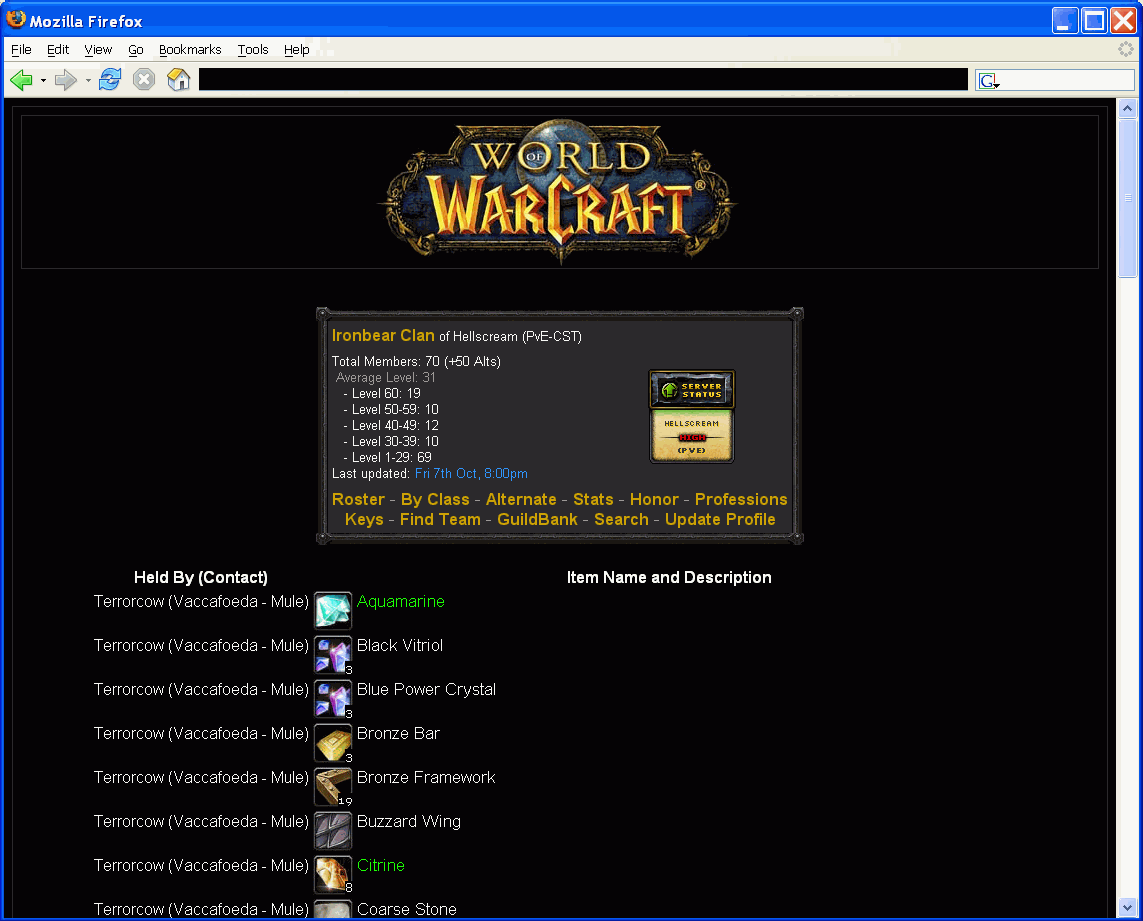 Mozilla Firefox
File Edit View Go Bookmarks Tools Help
G
WORLD
OF
WARCRAFT®
Ironbear Clan of Hellscream (PvE-CST)
Total Members: 70 (+50 Alts)
Average Level: 31
- Level 60: 19
- Level 50-59: 10
- Level 40-49: 12
- Level 30-39: 10
- Level 1-29: 69
Last updated: Fri 7th Oct, 8:00pm
SERVER
STATUS
HELLSCREAM
HIGH
(PVE)
Roster - By Class - Alternate - Stats - Honor - Professions
Keys - Find Team - GuildBank - Search - Update Profile
Held By (Contact) Item Name and Description
Terrorcow (Vaccafoeda - Mule) Aquamarine
Terrorcow (Vaccafoeda - Mule) 3 Black Vitriol
Terrorcow (Vaccafoeda - Mule) 3 Blue Power Crystal
Terrorcow (Vaccafoeda - Mule) 3 Bronze Bar
Terrorcow (Vaccafoeda - Mule) 19 Bronze Framework
Terrorcow (Vaccafoeda - Mule) Buzzard Wing
Terrorcow (Vaccafoeda - Mule) 8 Citrine
Terrorcow (Vaccafoeda - Mule) Coarse Stone